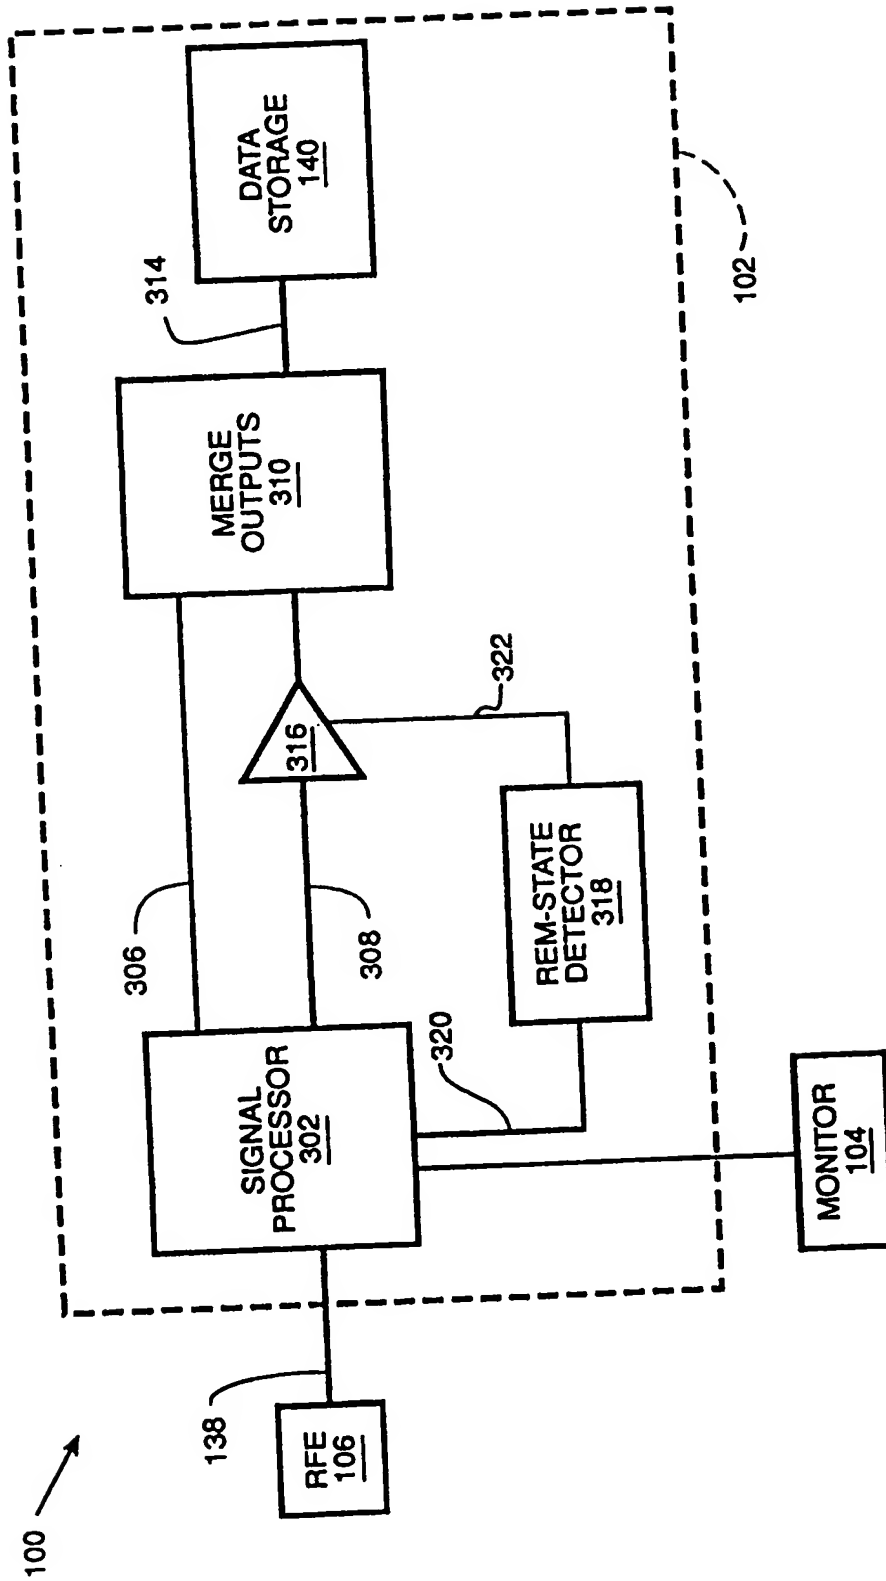 100
RFE
106
138
SIGNAL
PROCESSOR
302
306
308
320
316
322
REM-STATE
DETECTOR
318
MERGE
OUTPUTS
310
314
DATA
STORAGE
140
102
MONITOR
104